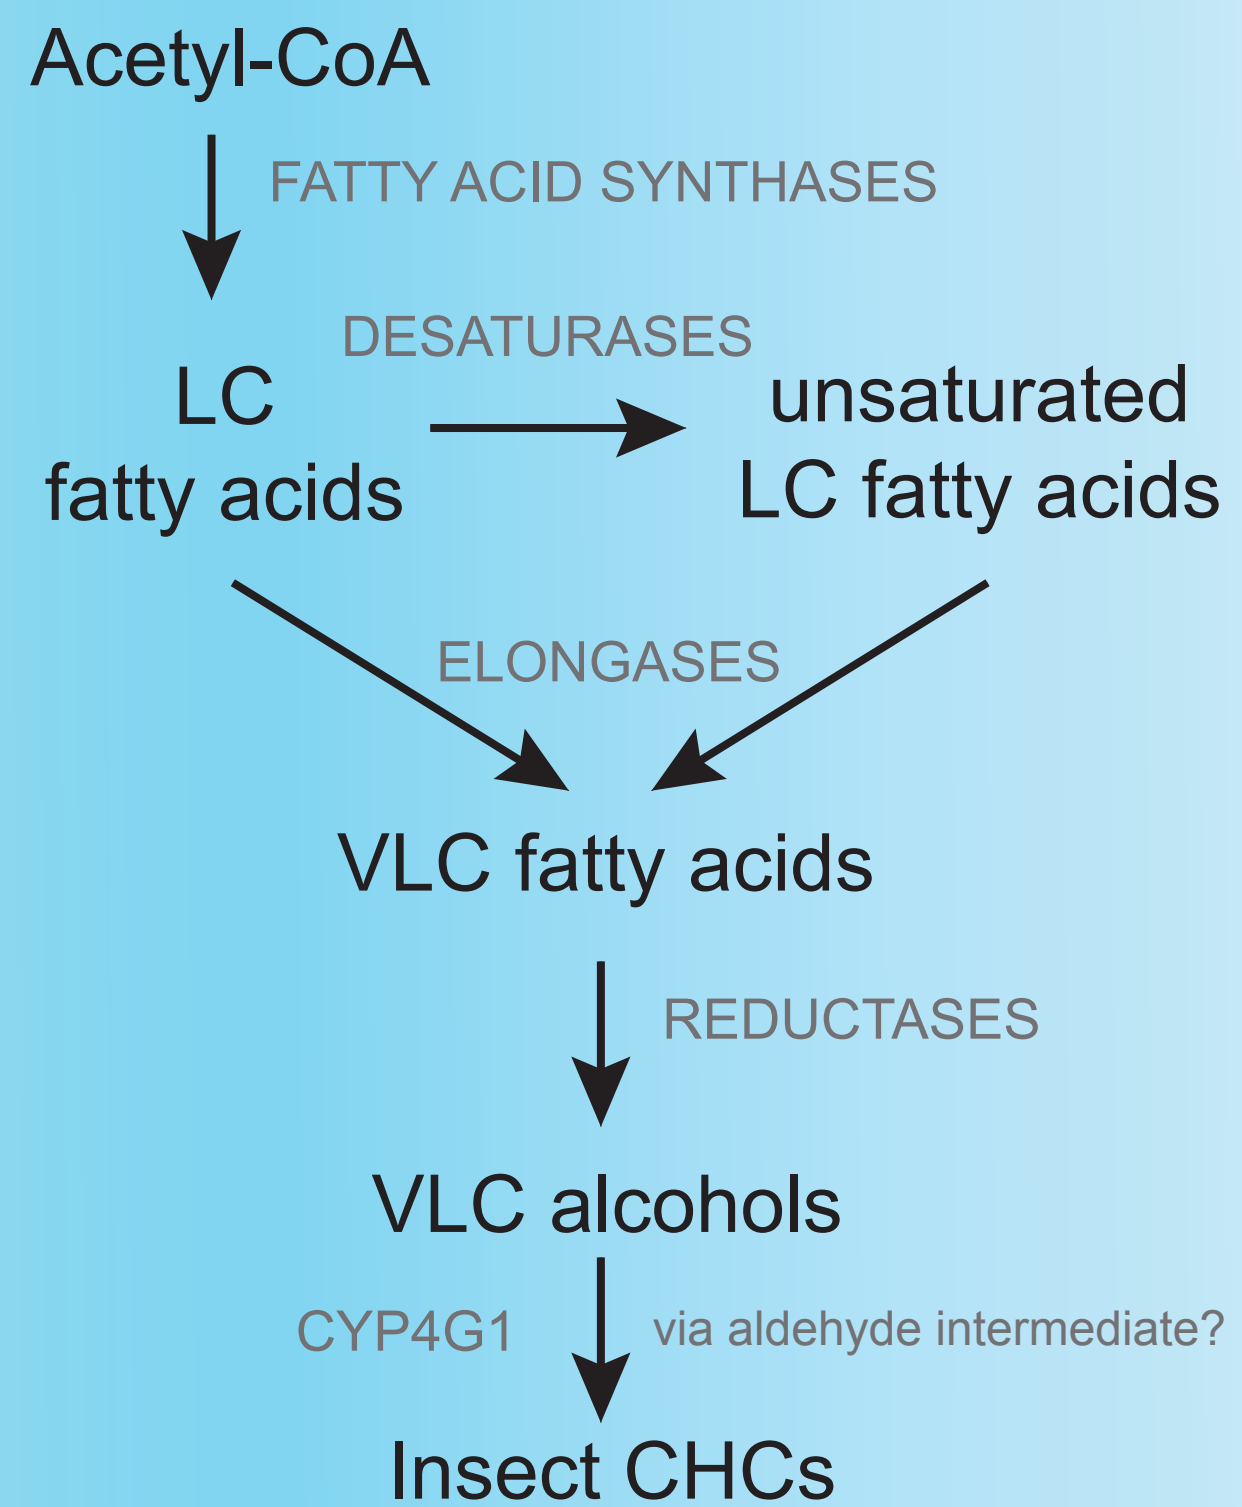 Acetyl-CoA
FATTY ACID SYNTHASES
DESATURASES
LC
fatty acids
unsaturated
LC fatty acids
ELONGASES
VLC fatty acids
REDUCTASES
VLC alcohols
CYP4G1
via aldehyde intermediate?
Insect CHCs